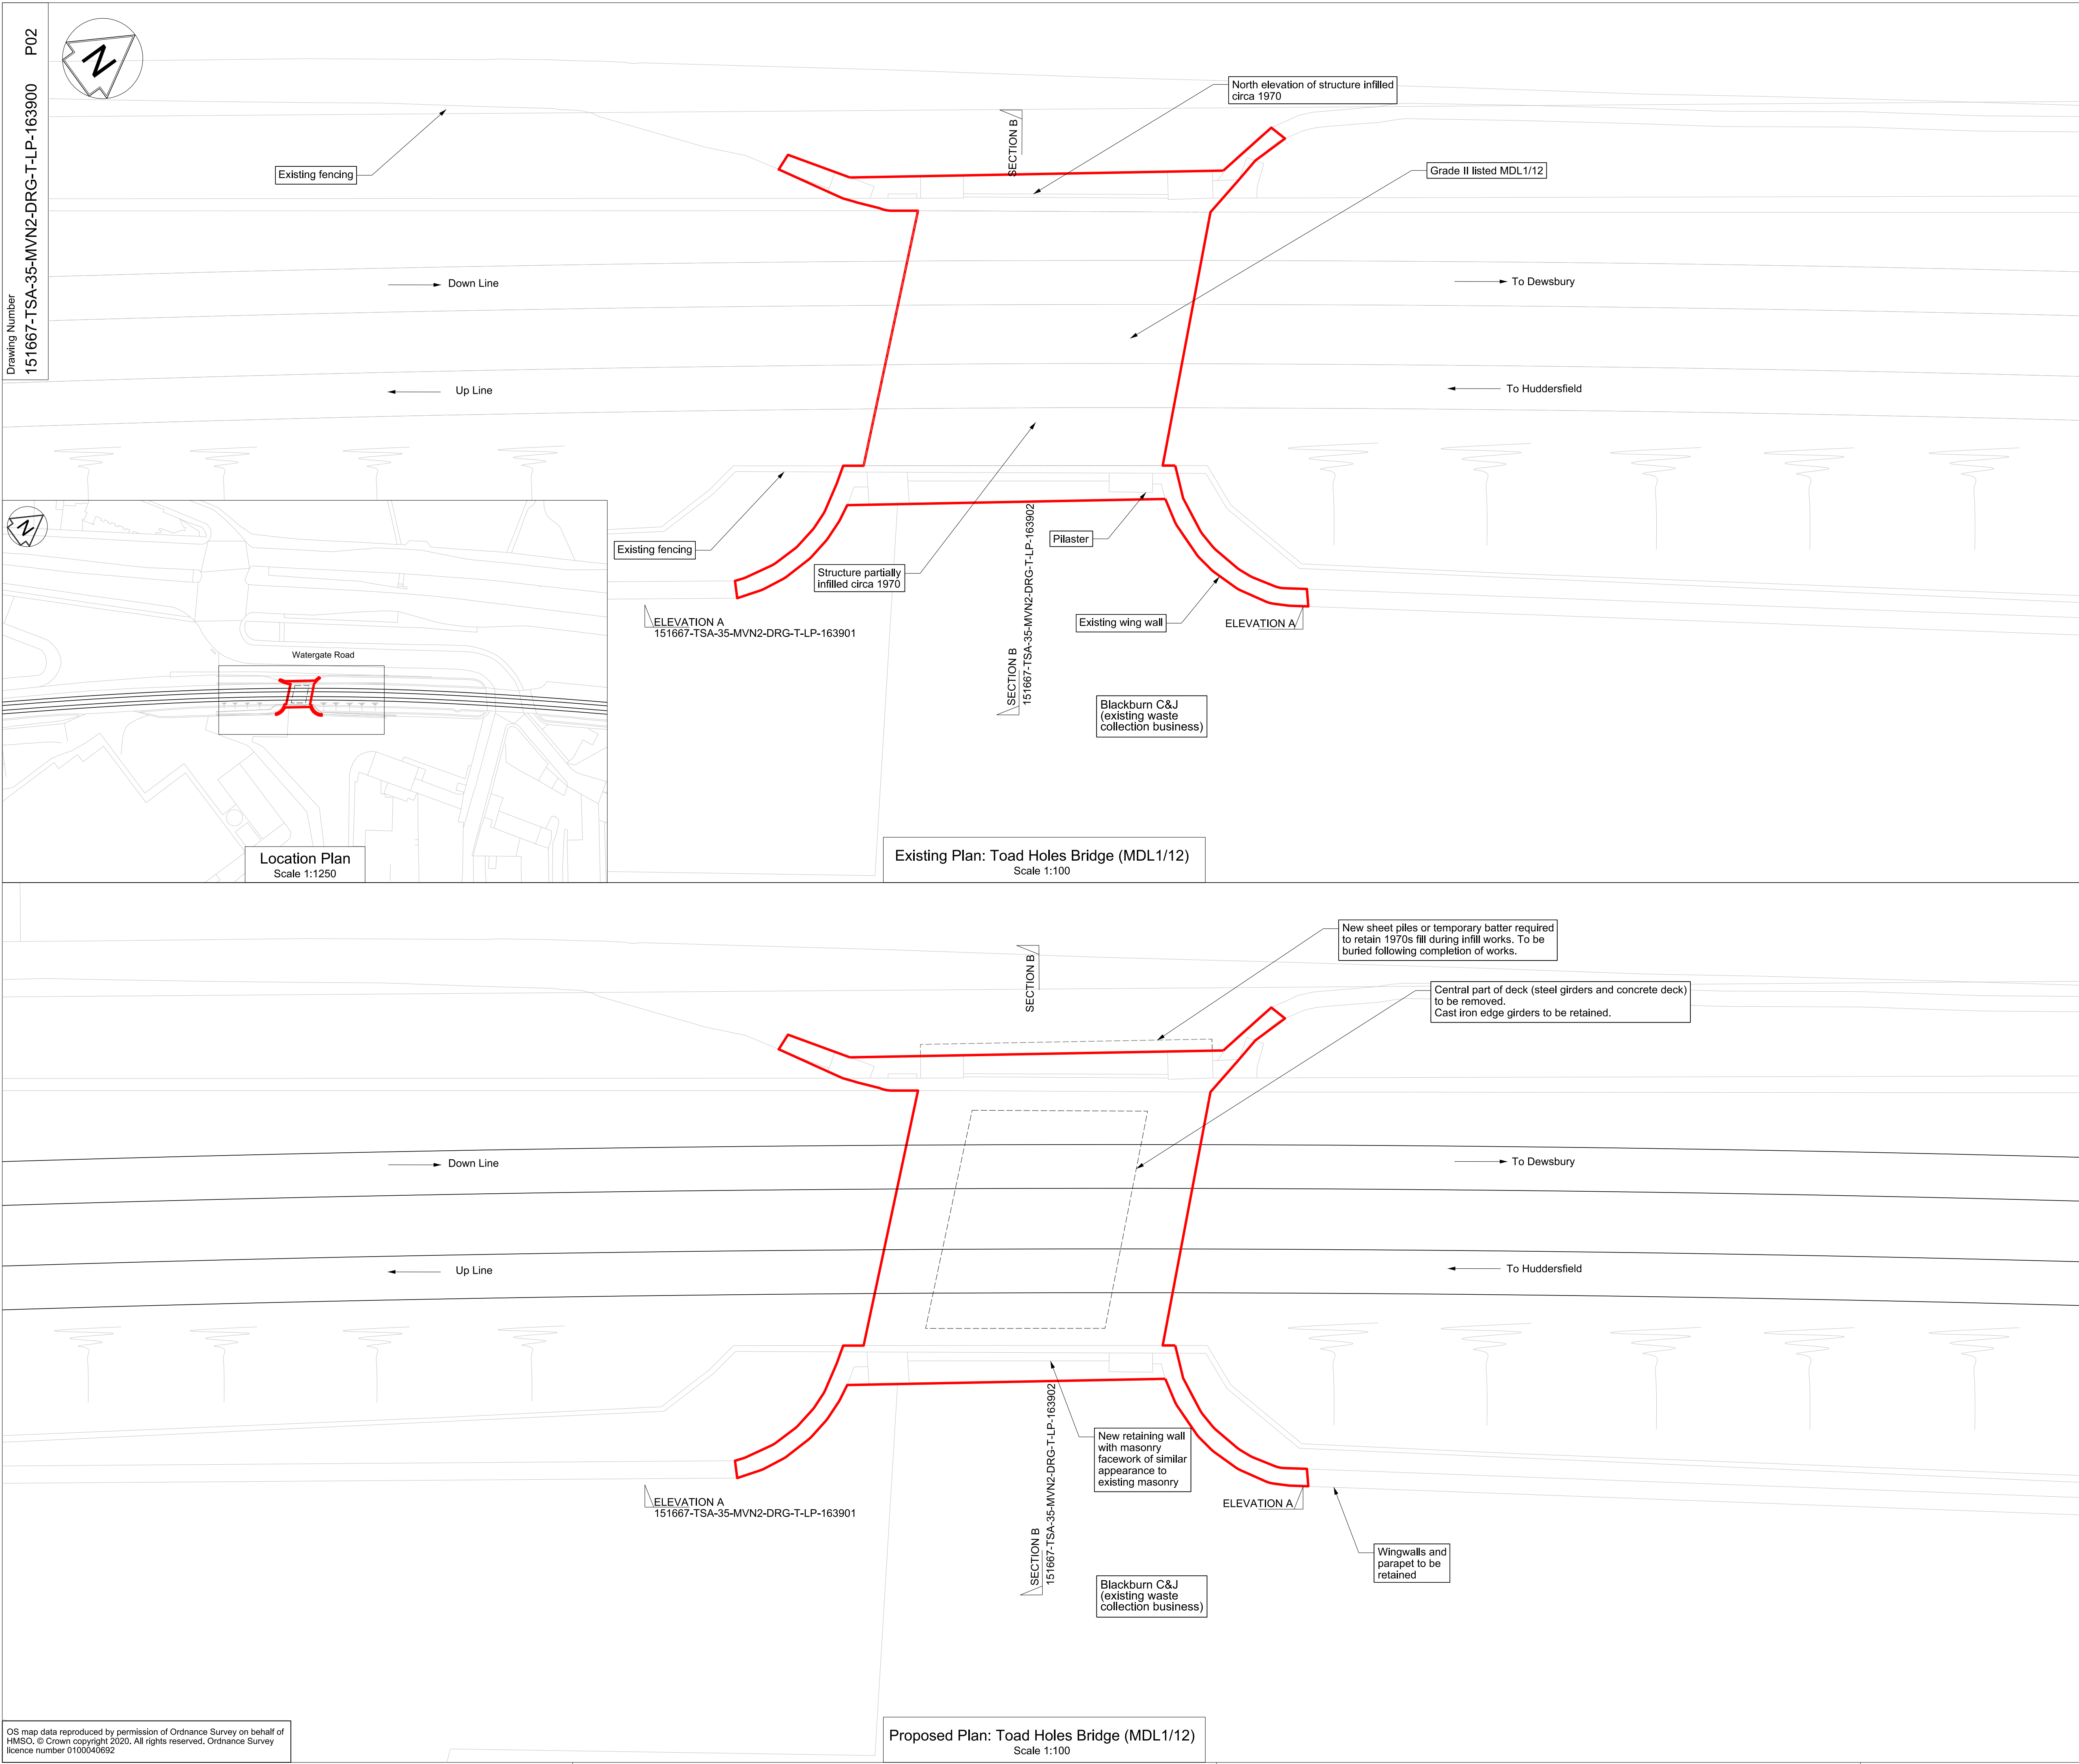 Drawing Number
151667-TSA-35-MVN2-DRG-T-LP-163900 P02
N
North elevation of structure infilled
circa 1970
SECTION B
Existing fencing
Grade II listed MDL1/12
Down Line
To Dewsbury
Up Line
To Huddersfield
Existing fencing
Structure partially
infilled circa 1970
Pilaster
Existing wing wall
ELEVATION A
151667-TSA-35-MVN2-DRG-T-LP-163901
ELEVATION A
SECTION B
151667-TSA-35-MVN2-DRG-T-LP-163902
Blackburn C&J
(existing waste
collection business)
N
Watergate Road
Location Plan
Scale 1:1250
Existing Plan: Toad Holes Bridge (MDL1/12)
Scale 1:100
New sheet piles or temporary batter required
to retain 1970s fill during infill works. To be
buried following completion of works.
SECTION B
Central part of deck (steel girders and concrete deck)
to be removed.
Cast iron edge girders to be retained.
Down Line
To Dewsbury
Up Line
To Huddersfield
New retaining wall
with masonry
facework of similar
appearance to
existing masonry
ELEVATION A
151667-TSA-35-MVN2-DRG-T-LP-163901
ELEVATION A
SECTION B
151667-TSA-35-MVN2-DRG-T-LP-163902
Wingwalls and
parapet to be
retained
Blackburn C&J
(existing waste
collection business)
OS map data reproduced by permission of Ordnance Survey on behalf of
HMSO. © Crown copyright 2020. All rights reserved. Ordnance Survey
licence number 0100040692
Proposed Plan: Toad Holes Bridge (MDL1/12)
Scale 1:100